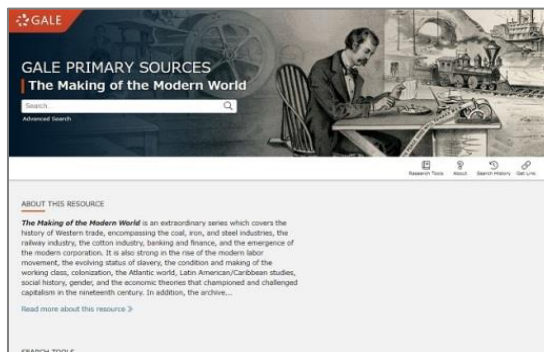 GALE
GALE PRIMARY SOURCES
The Making of the Modern World
Search...
Advanced Search
Research Tools
About
Search History
Get Link
ABOUT THIS RESOURCE
The Making of the Modern World is an extraordinary series which covers the
history of Western trade, encompassing the coal, iron, and steel industries, the
railway industry, the cotton industry, banking and finance, and the emergence of
the modern corporation. It is also strong in the rise of the modern labor
movement, the evolving status of slavery, the condition and making of the
working class, colonization, the Atlantic world, Latin American/Caribbean studies,
social history, gender, and the economic theories that championed and challenged
capitalism in the nineteenth century. In addition, the archive...
Read more about this resource »
SEARCH TOOLS